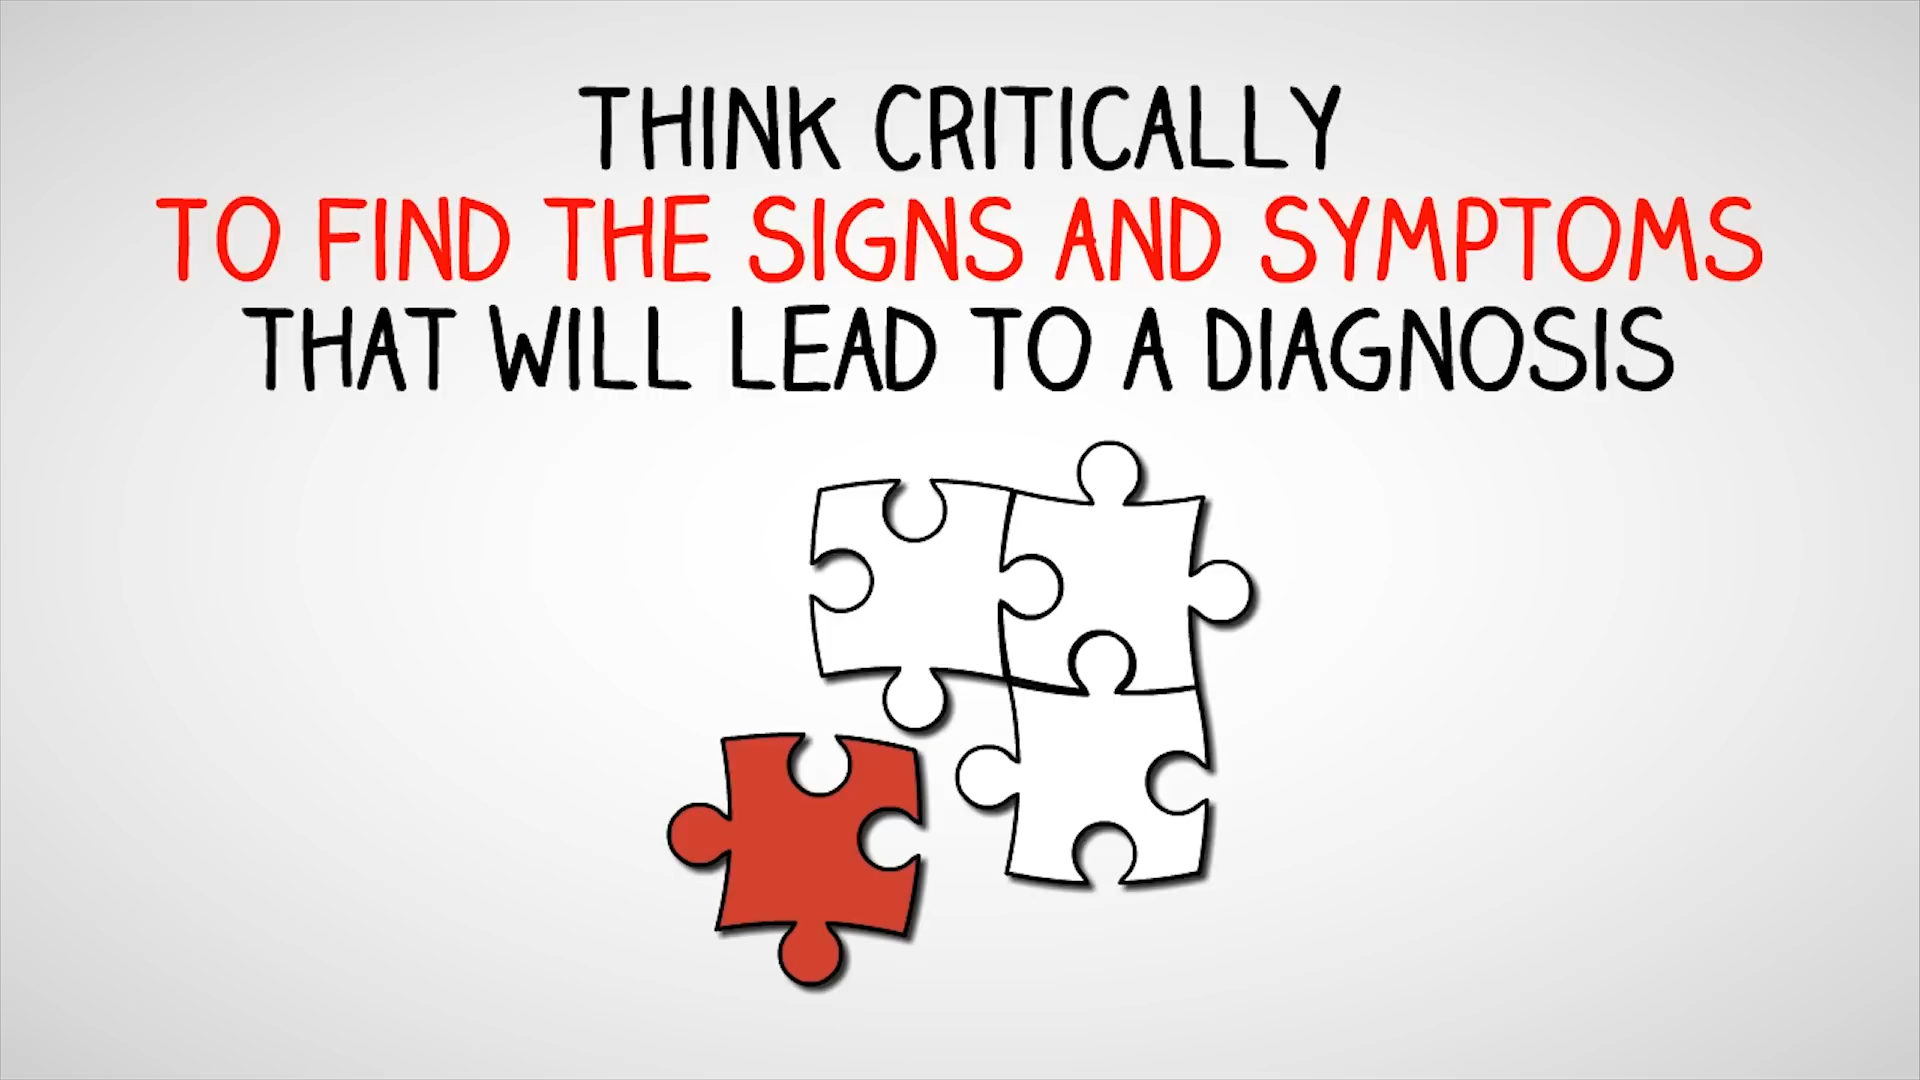 THINK CRITICALLY
TO FIND THE SIGNS AND SYMPTOMS
THAT WILL LEAD TO A DIAGNOSIS